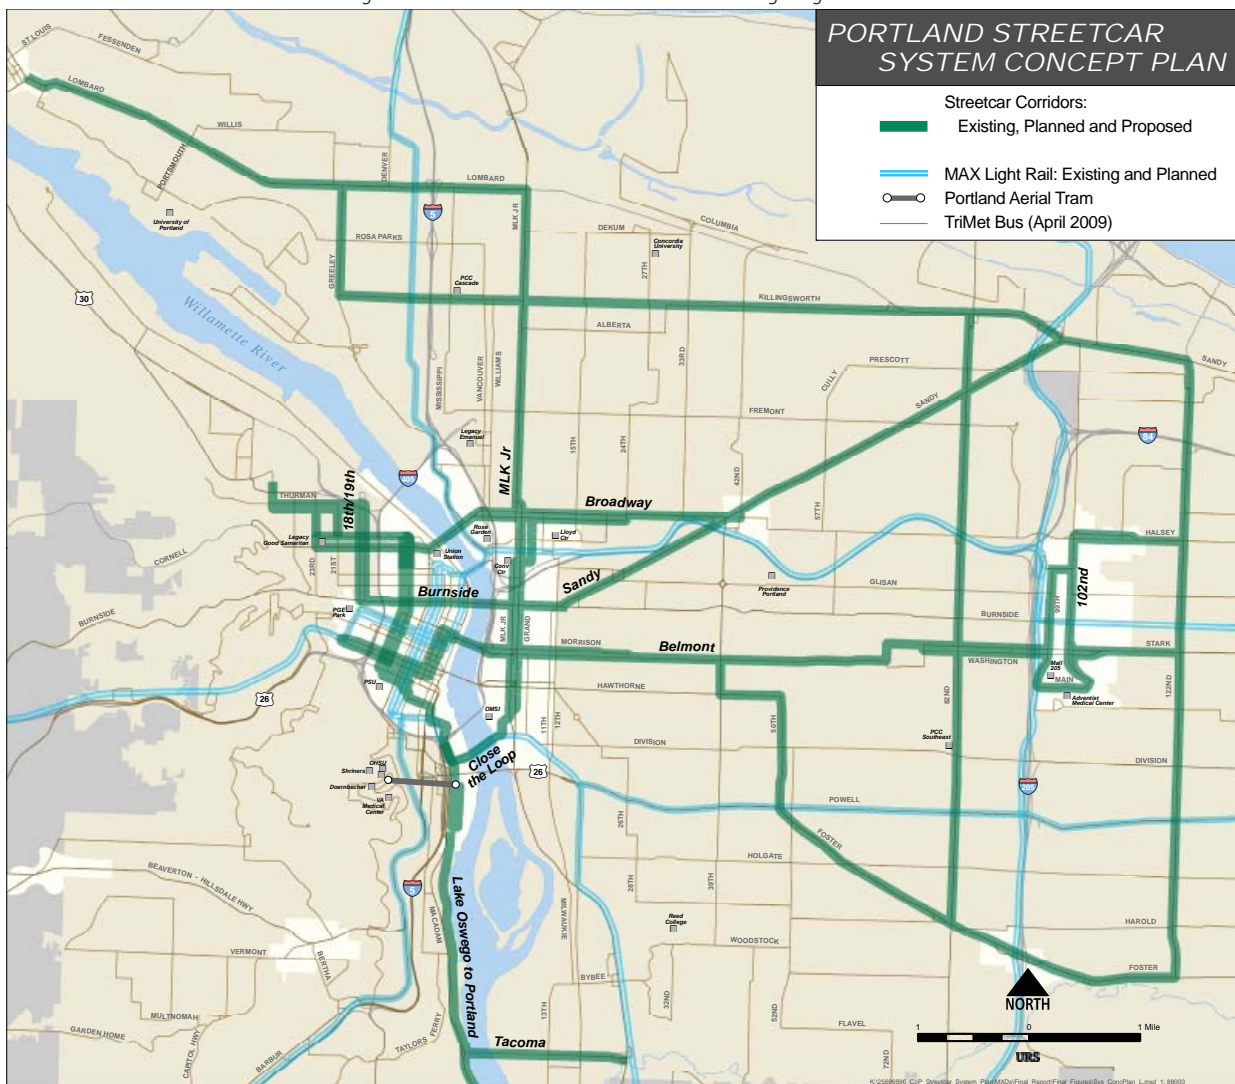 PORTLAND STREETCAR
SYSTEM CONCEPT PLAN
Streetcar Corridors:
Existing, Planned and Proposed
MAX Light Rail: Existing and Planned
Portland Aerial Tram
TriMet Bus (April 2009)
ST LOUIS
FESSENDEN
LOMBARD
WILLIS
PORTSMOUTH
DENVER
LOMBARD
5
MLK JR
COLUMBIA
University of
Portland
ROSA PARKS
DEKUM
Concordia
University
27TH
GREELEY
PCC
Cascade
30
KILLINGSWORTH
Willamette River
ALBERTA
33RD
PRESCOTT
SANDY
MISSISSIPPI
VANCOUVER
WILLIAMS
CULLY
SANDY
FREMONT
Legacy
Emanuel
15TH
24TH
84
42ND
405
MLK Jr
18th/19th
THURMAN
Broadway
57TH
Legacy
Good Samaritan
Rose
Garden
Lloyd
Ctr
HALSEY
CORNELL
Union
Station
23RD
21ST
Conv
Ctr
Sandy
Providence
Portland
GLISAN
102nd
99TH
Burnside
BURNSIDE
PGE
Park
BURNSIDE
MLK JR
GRAND
MORRISON
Belmont
STARK
WASHINGTON
Mall
205
MAIN
PSU
HAWTHORNE
Adventist
Medical Center
82ND
122ND
26
OMSI
11TH
12TH
50TH
PCC
Southeast
DIVISION
DIVISION
Close
the Loop
OHSU
Shriners
26
Doernbecher
VA
Medical
Center
205
POWELL
26TH
FOSTER
HOLGATE
BEAVERTON - HILLSDALE HWY
5
28TH
39TH
Lake Oswego to Portland
MACADAM
MILWAUKIE
Reed
College
HAROLD
WOODSTOCK
VERMONT
BERTHA
FOSTER
BYBEE
NORTH
MULTNOMAH
13TH
32ND
52ND
GARDEN HOME
CAPITOL HWY
TAYLORS FERRY
FLAVEL
1
0
1 Mile
Tacoma
BARBUR
72ND
URS